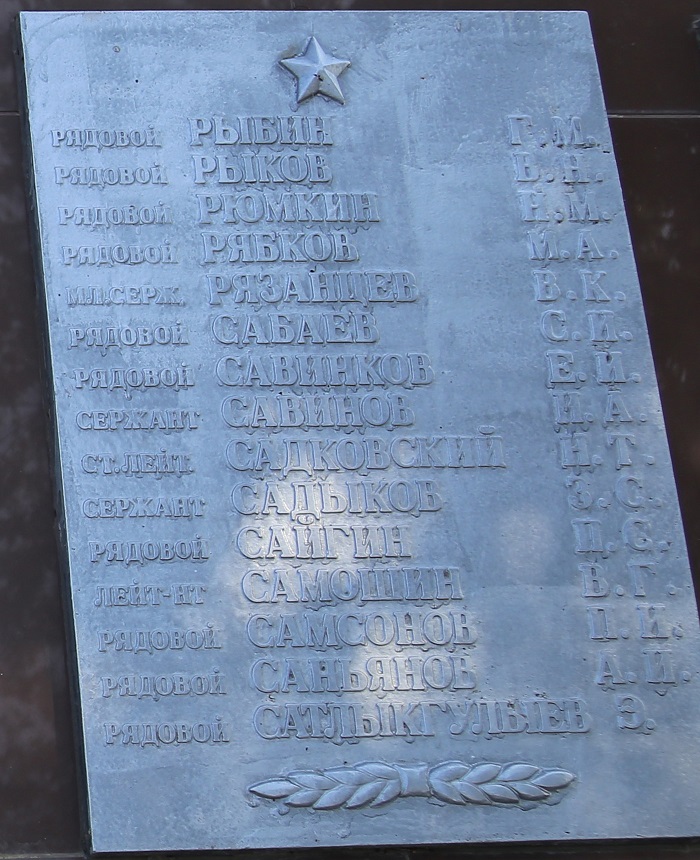 РЯДОВОЙ РЫБИН Г.М.
РЯДОВОЙ РЫКОВ В.Н.
РЯДОВОЙ РЮМКИН Н.М.
РЯДОВОЙ РЯБКОВ И.А.
МЛ.СЕРЖ. РЯЗАНЦЕВ В.К.
РЯДОВОЙ САБАЕВ С.И.
РЯДОВОЙ САВИНКОВ Е.И.
СЕРЖАНТ САВИНОВ И.А.
СТ.ЛЕЙТ. САДКОВСКИЙ Н.Т.
СЕРЖАНТ САДЫКОВ З.С.
РЯДОВОЙ САЙГИН П.С.
ЛЕЙТ-НТ САМОШИН В.Г.
РЯДОВОЙ САМСОНОВ П.И.
РЯДОВОЙ САНЬЯНОВ А.И.
РЯДОВОЙ САТЛЫКГУЛЫЕВ Э.